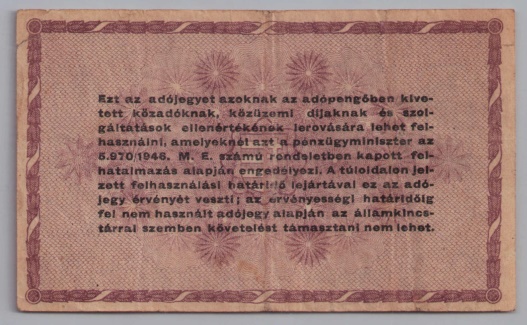 Ezt az adójegyet azoknak az adópengőben kive-
tett közadóknak, közüzemi díjaknak és szol-
gáltatások ellenértékének lerovására lehet fel-
használni, amelyeknél azt a pénzügyminiszter az
5.970/1946. M. E. számú rendeletben kapott fel-
hatalmazás alapján engedélyezi. A túloldalon jel-
zett felhasználási határidő lejártával ez az adó-
jegy érvényét veszti; az érvényességi határidőig
fel nem használt adójegy alapján az államkincs-
tárral szemben követelést támasztani nem lehet.